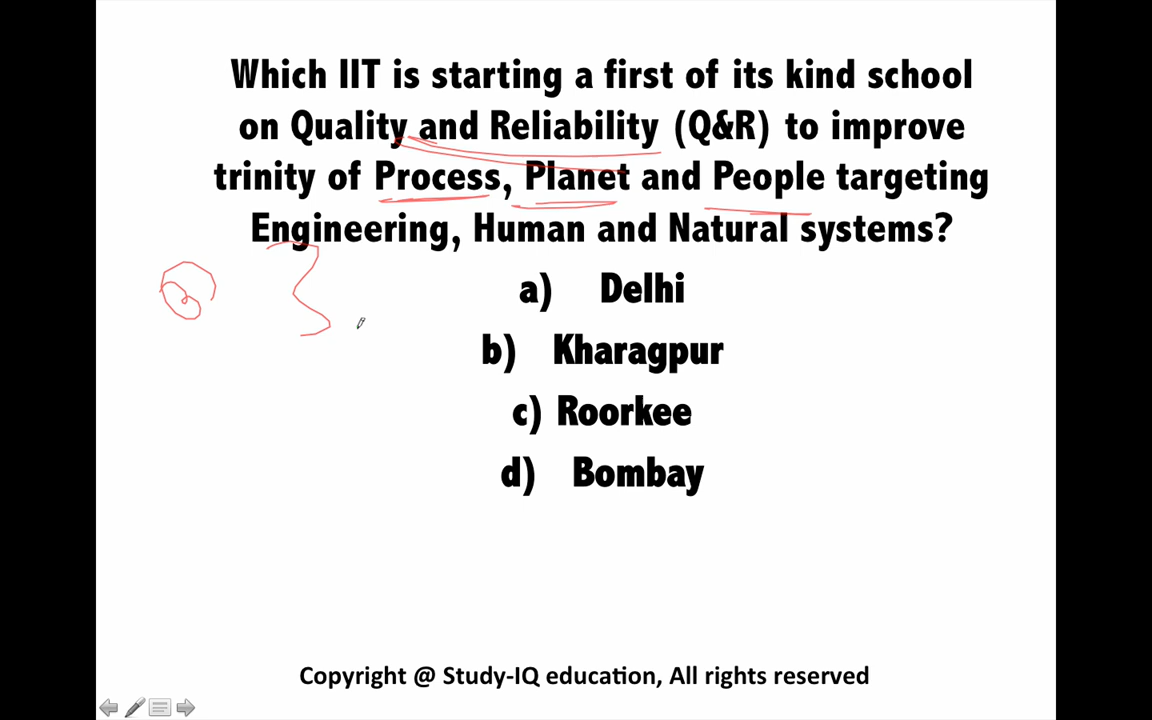 Which IIT is starting a first of its kind school
on Quality and Reliability (Q&R) to improve
trinity of Process, Planet and People targeting
Engineering, Human and Natural systems?
a) Delhi
b) Kharagpur
c) Roorkee
d) Bombay
3
Copyright @ Study-IQ education, All rights reserved